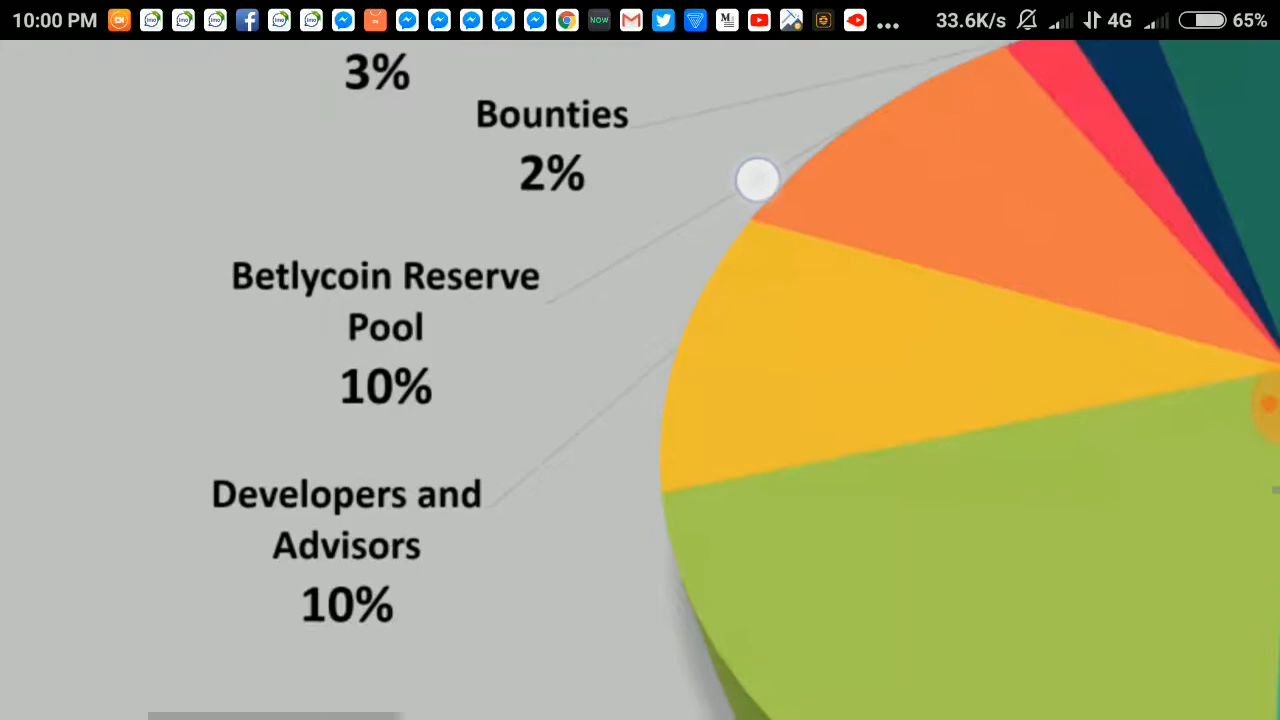 10:00 PM 33.6K/s 4G 65%
3%
Bounties
2%
Betlycoin Reserve
Pool
10%
Developers and
Advisors
10%